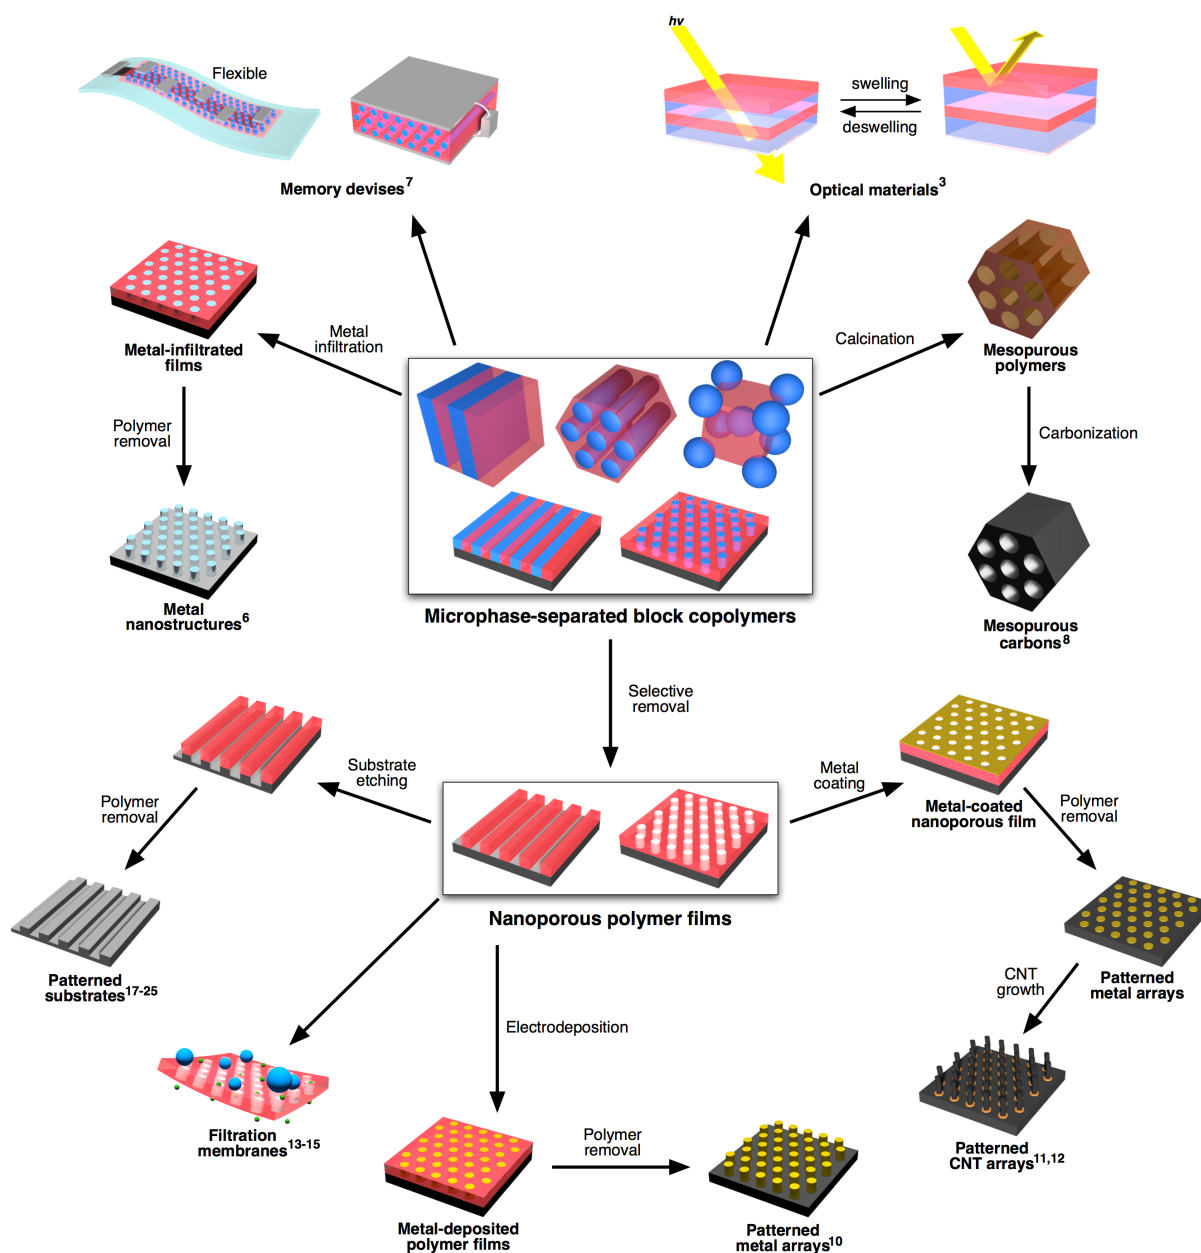 hv
Flexible
swelling
deswelling
Memory devises7
Optical materials3
Metal
infiltration
Calcination
Metal-infiltrated
films
Mesopurous
polymers
Polymer
removal
Carbonization
Metal
nanostructures6
Microphase-separated block copolymers
Mesopurous
carbons8
Selective
removal
Substrate
etching
Metal
coating
Polymer
removal
Metal-coated
nanoporous film
Polymer
removal
Nanoporous polymer films
Patterned
substrates17-25
CNT
growth
Patterned
metal arrays
Electrodeposition
Filtration
membranes13-15
Polymer
removal
Patterned
CNT arrays11,12
Metal-deposited
polymer films
Patterned
metal arrays10